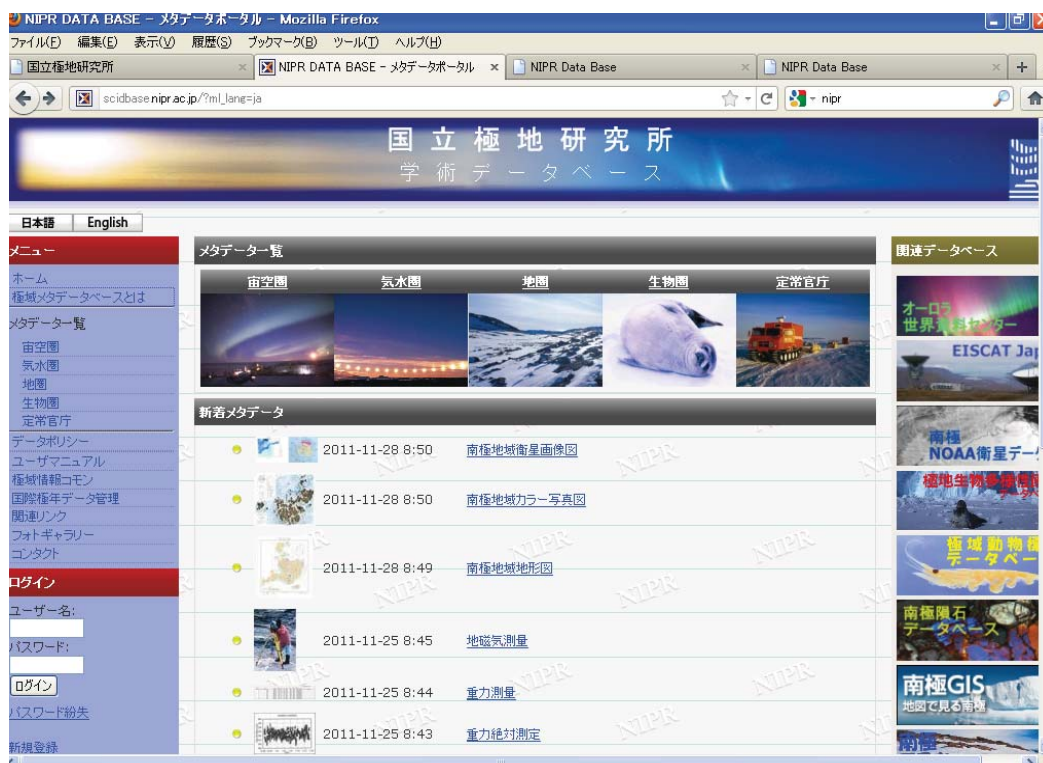 NIPR DATA BASE - メタデータポータル - Mozilla Firefox
ファイル(F) 編集(E) 表示(V) 履歴(S) ブックマーク(B) ツール(T) ヘルプ(H)
国立極地研究所 NIPR DATA BASE - メタデータポー... NIPR Data Base NIPR Data Base
scidbase.nipr.ac.jp/?ml_lang=ja nipr
国立極地研究所
学術データベース
日本語 English
メニュー
ホーム
極域メタデータベースとは
メタデータ一覧
宙空圏
気水圏
地圏
生物圏
定常官庁
データポリシー
ユーザマニュアル
極域情報コモン
国際極年データ管理
関連リンク
フォトギャラリー
コンタクト
ログイン
ユーザー名:
パスワード:
ログイン
パスワード紛失
新規登録
メタデータ一覧
宙空圏 気水圏 地圏 生物圏 定常官庁
新着メタデータ
2011-11-28 8:50 南極地域衛星画像図
2011-11-28 8:50 南極地域カラー写真図
2011-11-28 8:49 南極地域地形図
2011-11-25 8:45 地磁気測量
2011-11-25 8:44 重力測量
2011-11-25 8:43 重力絶対測定
NIPR
関連データベース
オーロラ
世界資料センター
EISCAT Jap
南極
NOAA衛星デー
極地生物多様性
極域動物
データベー
南極隕石
データベース
南極GIS
地図で見る南極
南極